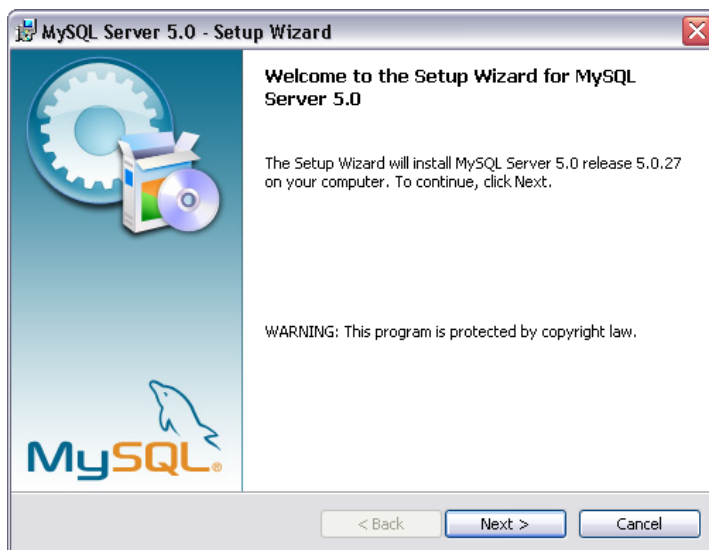 MySQL Server 5.0 - Setup Wizard
Welcome to the Setup Wizard for MySQL
Server 5.0
The Setup Wizard will install MySQL Server 5.0 release 5.0.27
on your computer. To continue, click Next.
WARNING: This program is protected by copyright law.
MySQL®
< Back
Next >
Cancel